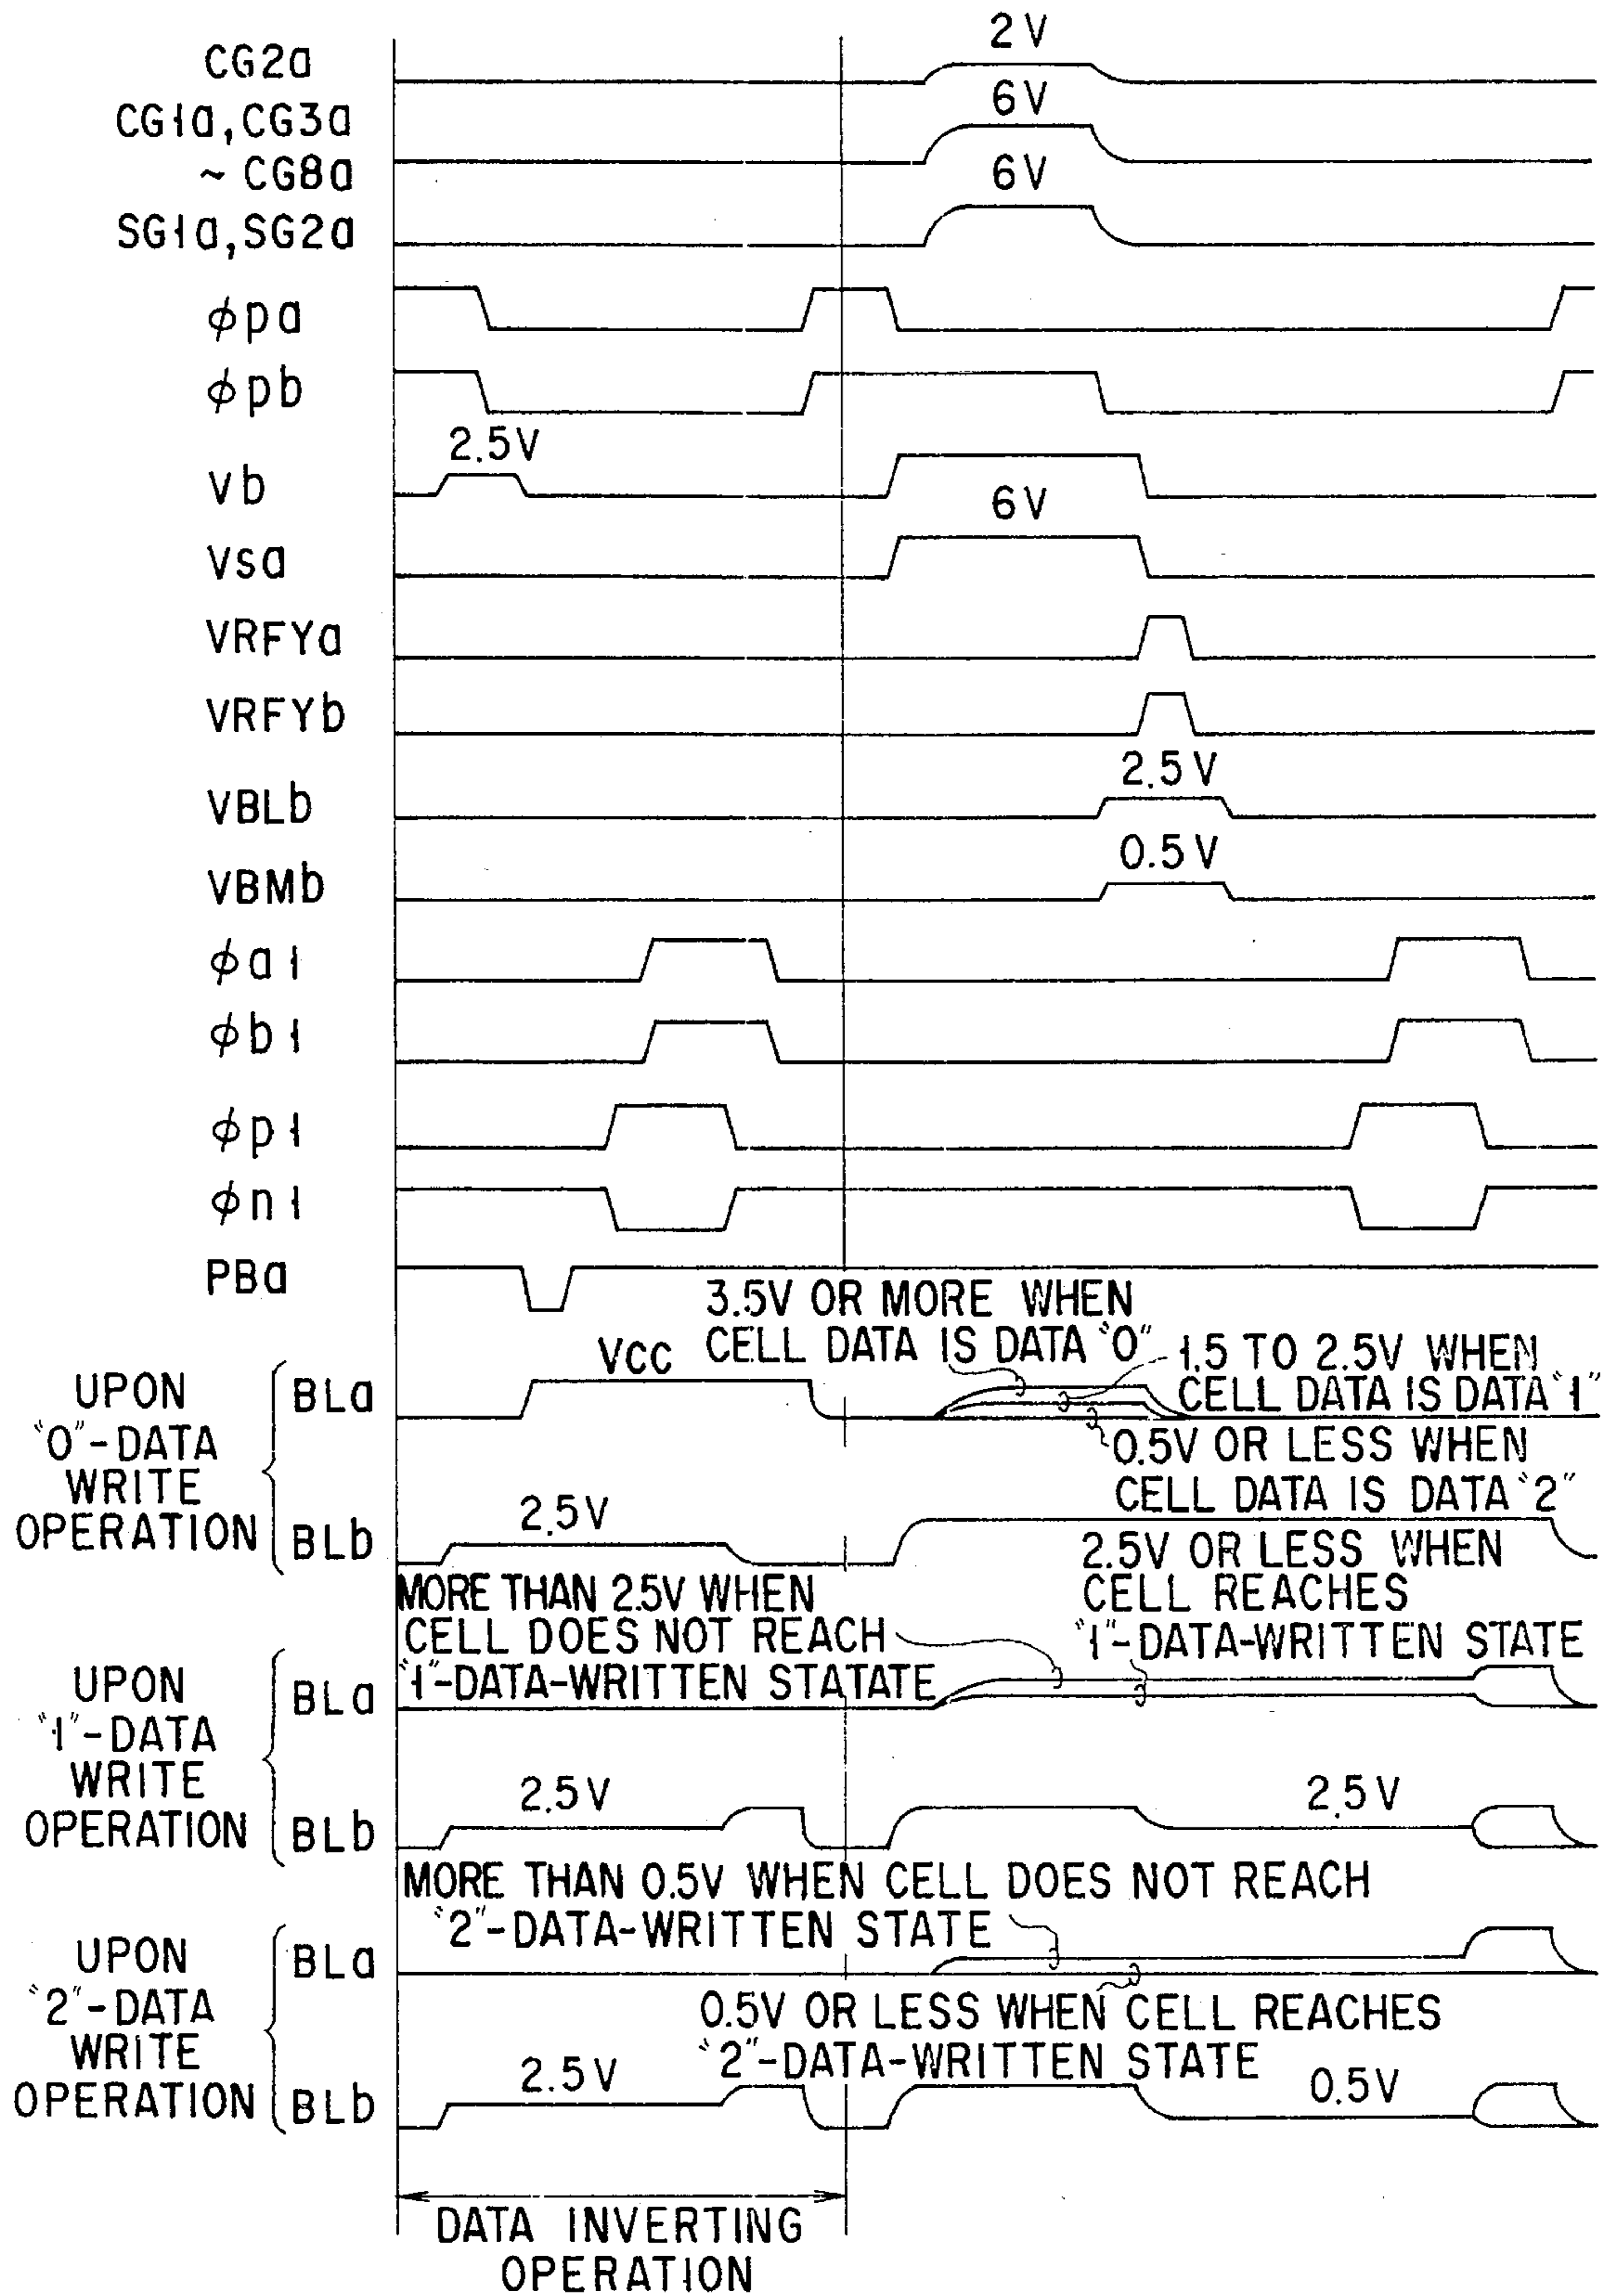 2V
CG2a
6V
CG1a,CG3a
~ CG8a
6V
SG1a,SG2a
φpa
φpb
2.5V
Vb
6V
Vsa
VRFYa
VRFYb
2.5V
VBLb
0.5V
VBMb
φa1
φb1
φp1
φn1
PBa
3.5V OR MORE WHEN
CELL DATA IS DATA "0"
VCC
1.5 TO 2.5V WHEN
CELL DATA IS DATA "1"
0.5V OR LESS WHEN
CELL DATA IS DATA "2"
UPON
"0"-DATA
WRITE
OPERATION
BLa
BLb
2.5V
2.5V OR LESS WHEN
CELL REACHES
"1"-DATA-WRITTEN STATE
MORE THAN 2.5V WHEN
CELL DOES NOT REACH
"1"-DATA-WRITTEN STATATE
UPON
"1"-DATA
WRITE
OPERATION
BLa
BLb
2.5V
2.5V
MORE THAN 0.5V WHEN CELL DOES NOT REACH
"2"-DATA-WRITTEN STATE
UPON
"2"-DATA
WRITE
OPERATION
BLa
BLb
0.5V OR LESS WHEN CELL REACHES
"2"-DATA-WRITTEN STATE
2.5V
0.5V
DATA INVERTING
OPERATION